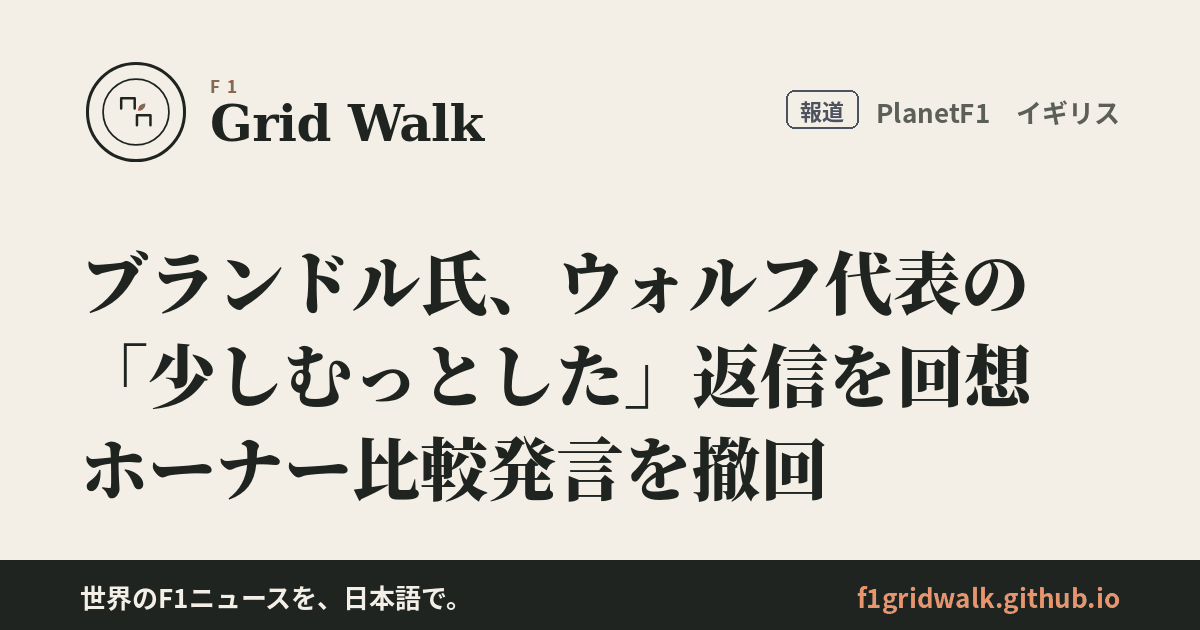 F1
Grid Walk
報道
PlanetF1　イギリス
ブランドル氏、ウォルフ代表の
「少しむっとした」返信を回想
ホーナー比較発言を撤回
世界のF1ニュースを、日本語で。
f1gridwalk.github.io